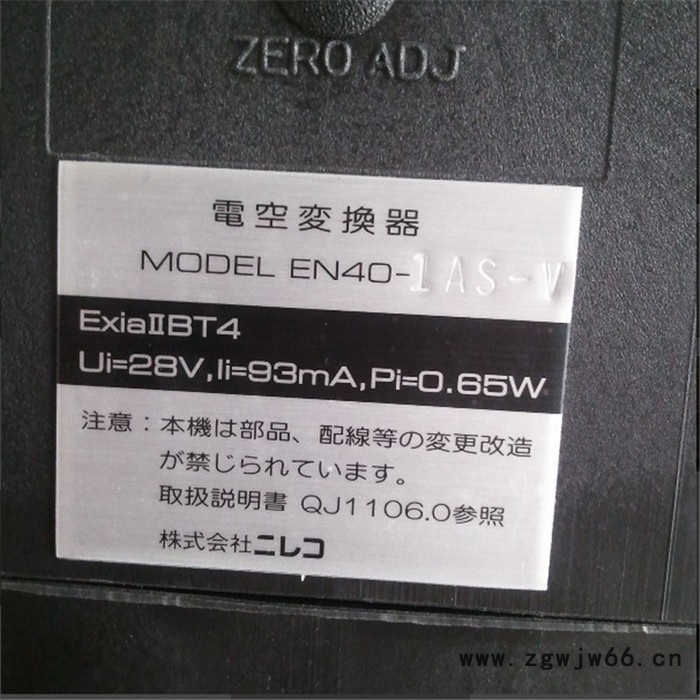 ZERO ADJ
電空変換器
MODEL EN40-1AS-V
ExiaIIBT4
Ui=28V,Ii=93mA,Pi=0.65W
注意：本機は部品、配線等の変更改造
が禁じられています。
取扱説明書 QJ1106.0参照
株式会社ニレコ
www.zgwjw66.cn